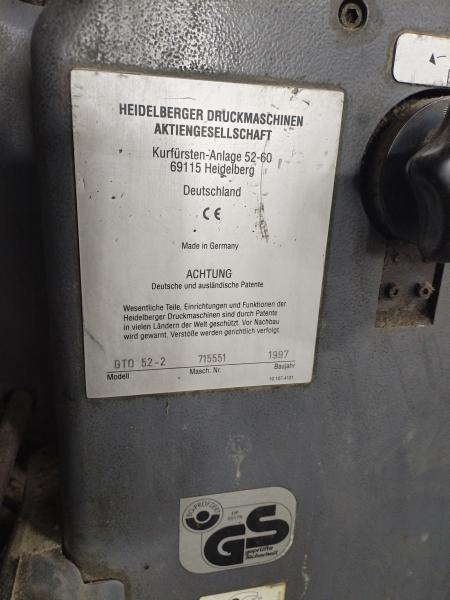 HEIDELBERGER DRUCKMASCHINEN
AKTIENGESELLSCHAFT
Kurfürsten-Anlage 52-60
69115 Heidelberg
Deutschland
CE
Made in Germany
ACHTUNG
Deutsche und ausländische Patente
Wesentliche Teile, Einrichtungen und Funktionen der
Heidelberger Druckmaschinen sind durch Patente
in vielen Ländern der Welt geschützt. Vor Nachbau
wird gewarnt. Verstöße werden gerichtlich verfolgt.
GTO 52-2 715551 1997
Modell Masch. Nr. Baujahr
GS
geprüfte
Sicherheit